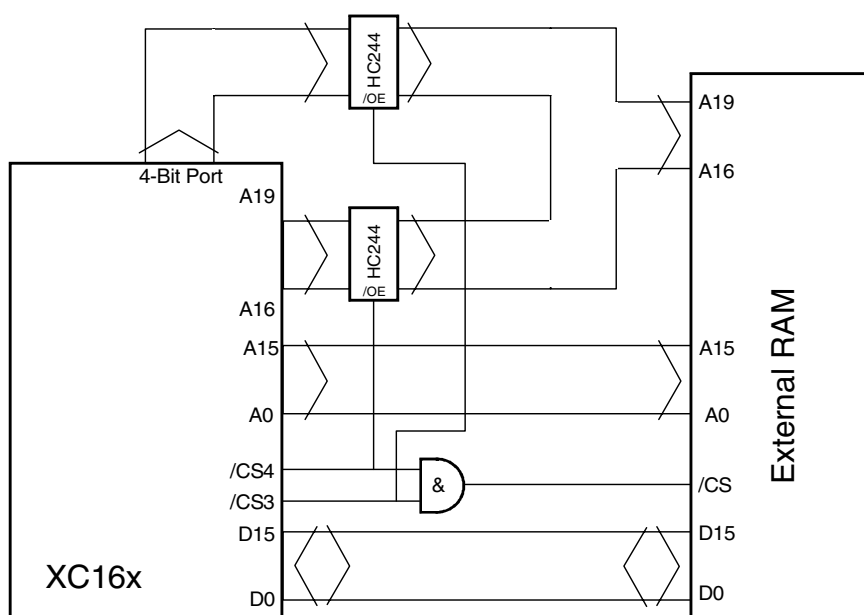 HC244
/OE
A19
4-Bit Port
A16
A19
HC244
/OE
A16
A15
A15
A0
A0
External RAM
/CS4
&
/CS
/CS3
D15
D15
XC16x
D0
D0